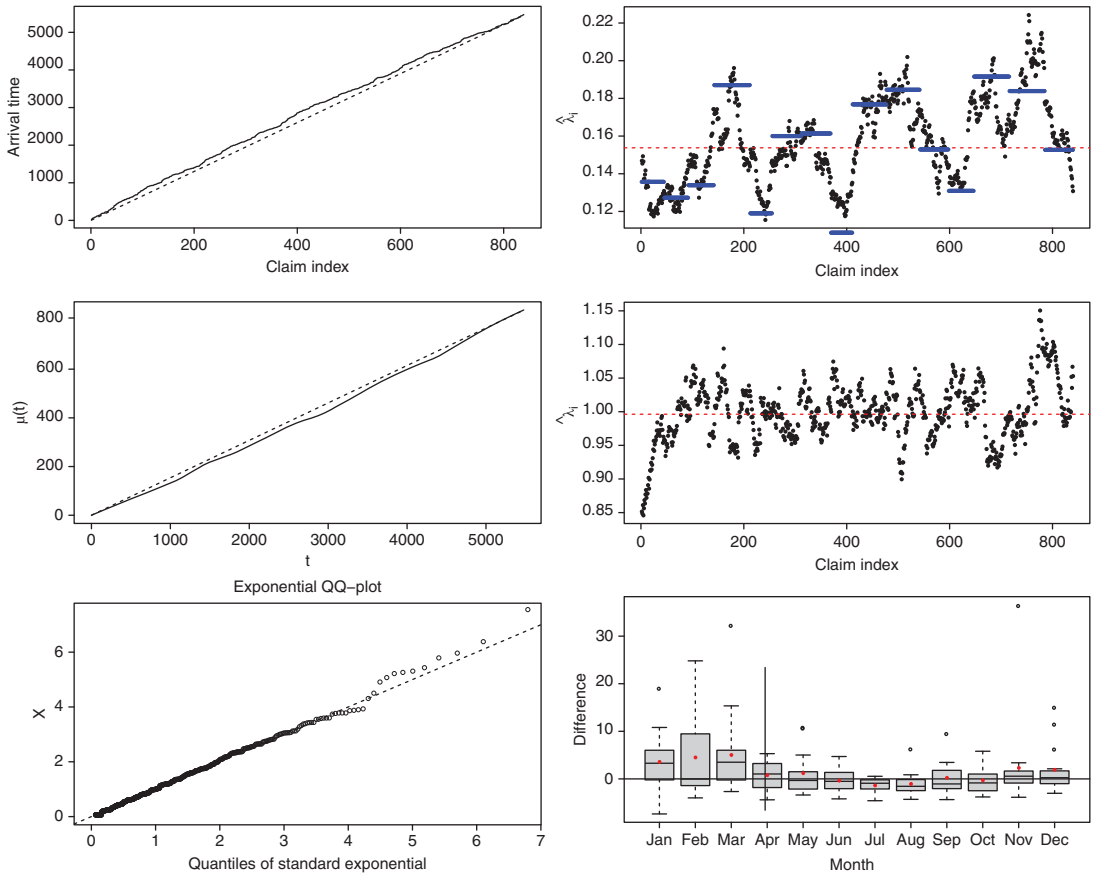 5000
4000
3000
2000
1000
0
Arrival time
0 200 400 600 800
Claim index
0.22
0.20
0.18
0.16
0.14
0.12
λ̂i
0 200 400 600 800
Claim index
800
600
400
200
0
μ(t)
0 1000 2000 3000 4000 5000
t
1.15
1.10
1.05
1.00
0.95
0.90
0.85
λ̂i
0 200 400 600 800
Claim index
Exponential QQ–plot
6
4
2
0
X
0 1 2 3 4 5 6 7
Quantiles of standard exponential
30
20
10
0
Difference
Jan Feb Mar Apr May Jun Jul Aug Sep Oct Nov Dec
Month